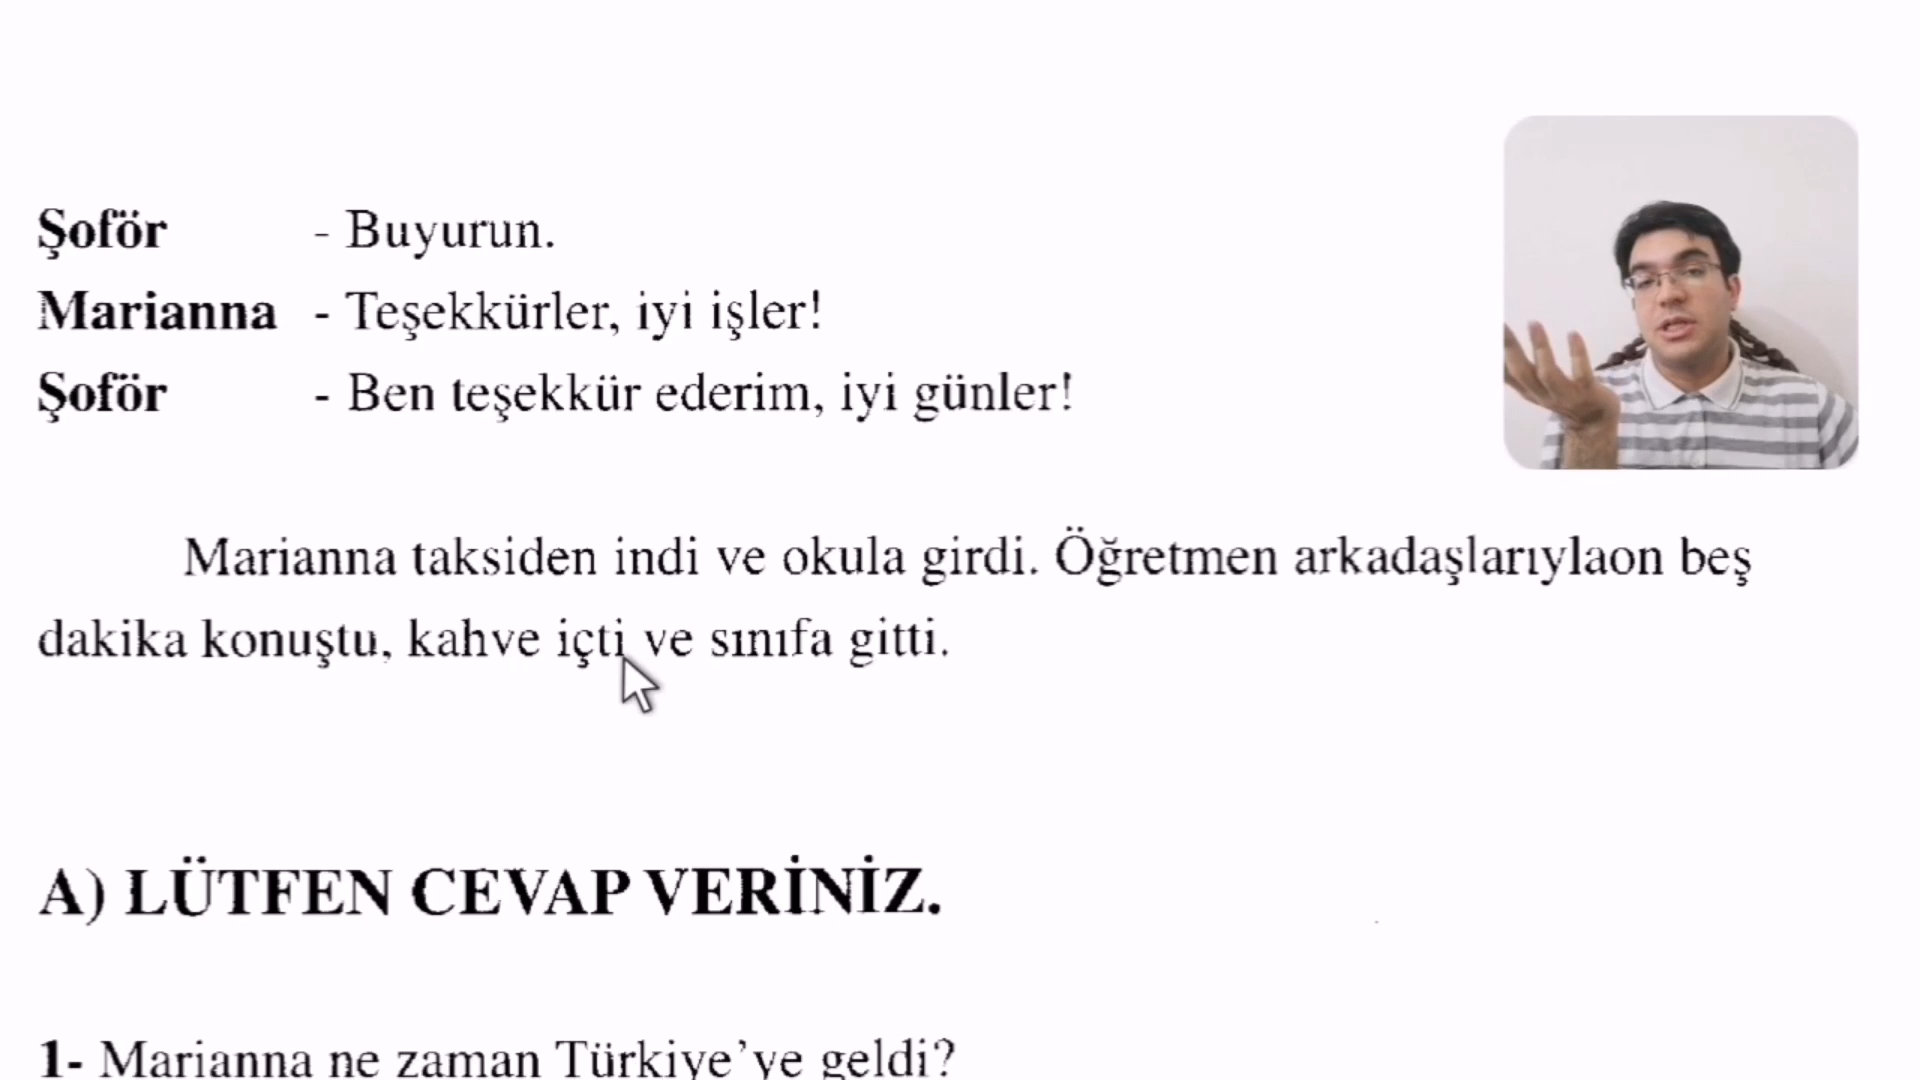 Şoför - Buyurun.
Marianna - Teşekkürler, iyi işler!
Şoför - Ben teşekkür ederim, iyi günler!
Marianna taksiden indi ve okula girdi. Öğretmen arkadaşlarıylaon beş
dakika konuştu, kahve içti ve sınıfa gitti.
A) LÜTFEN CEVAP VERİNİZ.
1- Marianna ne zaman Türkiye’ye geldi?